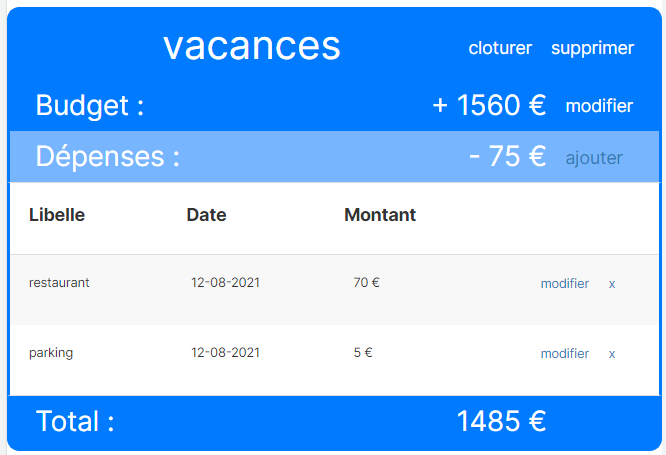 vacances cloturer supprimer
Budget : + 1560 € modifier
Dépenses : - 75 € ajouter
Libelle Date Montant
restaurant 12-08-2021 70 € modifier x
parking 12-08-2021 5 € modifier x
Total : 1485 €